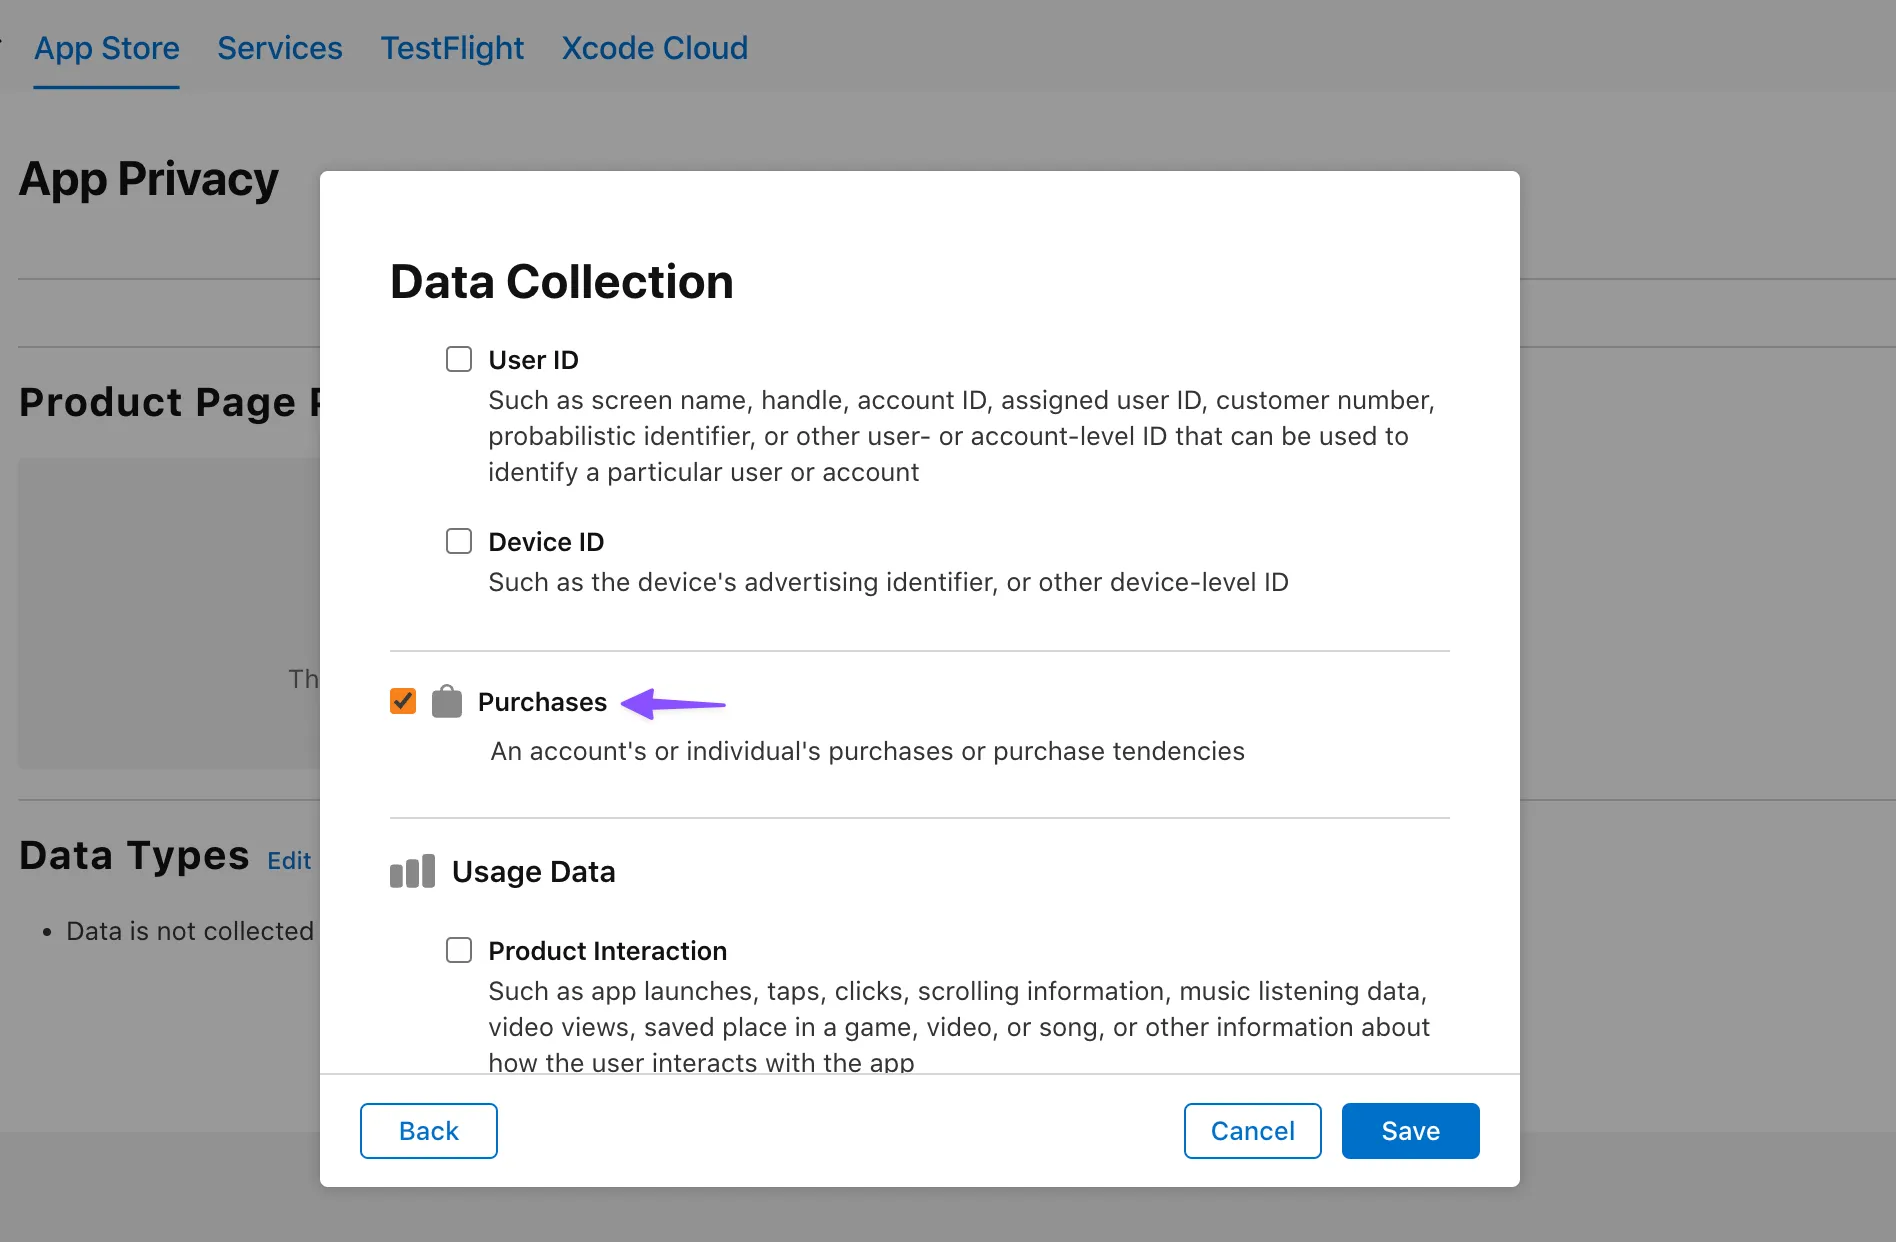 App Store Services TestFlight Xcode Cloud
App Privacy
Data Collection
User ID
Such as screen name, handle, account ID, assigned user ID, customer number,
probabilistic identifier, or other user- or account-level ID that can be used to
identify a particular user or account
Product Page
Device ID
Such as the device's advertising identifier, or other device-level ID
Th
Purchases
An account's or individual's purchases or purchase tendencies
Data Types Edit
Usage Data
• Data is not collected
Product Interaction
Such as app launches, taps, clicks, scrolling information, music listening data,
video views, saved place in a game, video, or song, or other information about
how the user interacts with the app
Back Cancel Save